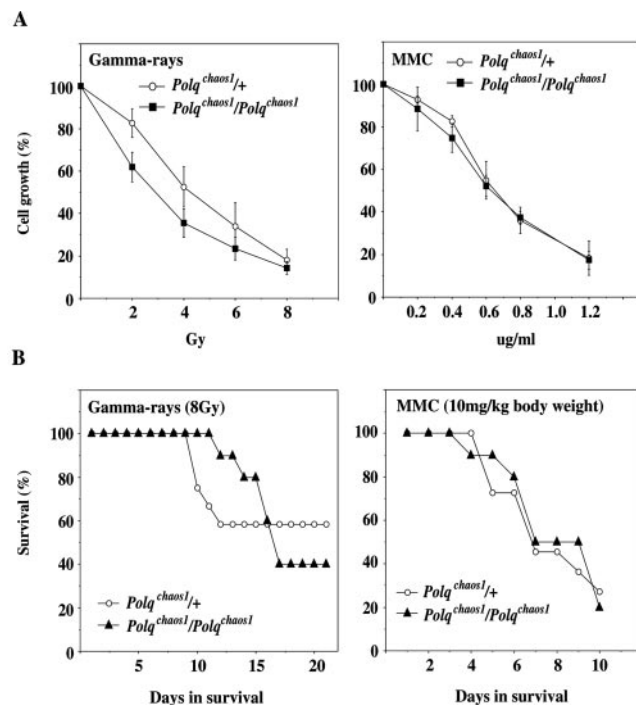 A
Gamma-rays
Polq chaos1/+
Polq chaos1/Polq chaos1
Cell growth (%)
100
80
60
40
20
0
2 4 6 8
Gy
MMC
Polq chaos1/+
Polq chaos1/Polq chaos1
100
80
60
40
20
0
0.2 0.4 0.6 0.8 1.0 1.2
ug/ml
B
Gamma-rays (8Gy)
Survival (%)
100
80
60
40
20
0
Polq chaos1/+
Polq chaos1/Polq chaos1
5 10 15 20
Days in survival
MMC (10mg/kg body weight)
100
80
60
40
20
0
Polq chaos1/+
Polq chaos1/Polq chaos1
2 4 6 8 10
Days in survival